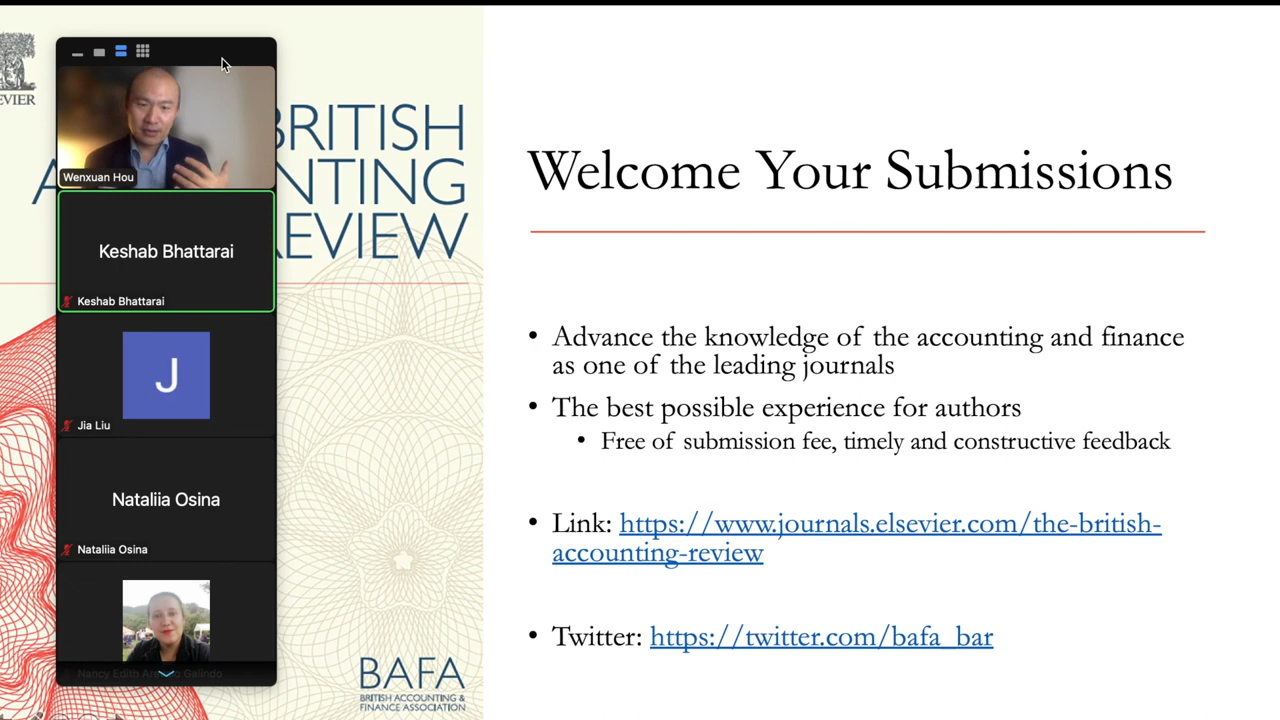 EVIER
BRITISH
A
NTING
REVIEW
Wenxuan Hou
Keshab Bhattarai
Keshab Bhattarai
J
Jia Liu
Nataliia Osina
Nataliia Osina
BAFA
BRITISH ACCOUNTING &
FINANCE ASSOCIATION
Welcome Your Submissions
• Advance the knowledge of the accounting and finance
as one of the leading journals
• The best possible experience for authors
• Free of submission fee, timely and constructive feedback
• Link: https://www.journals.elsevier.com/the-british-
accounting-review
• Twitter: https://twitter.com/bafa_bar